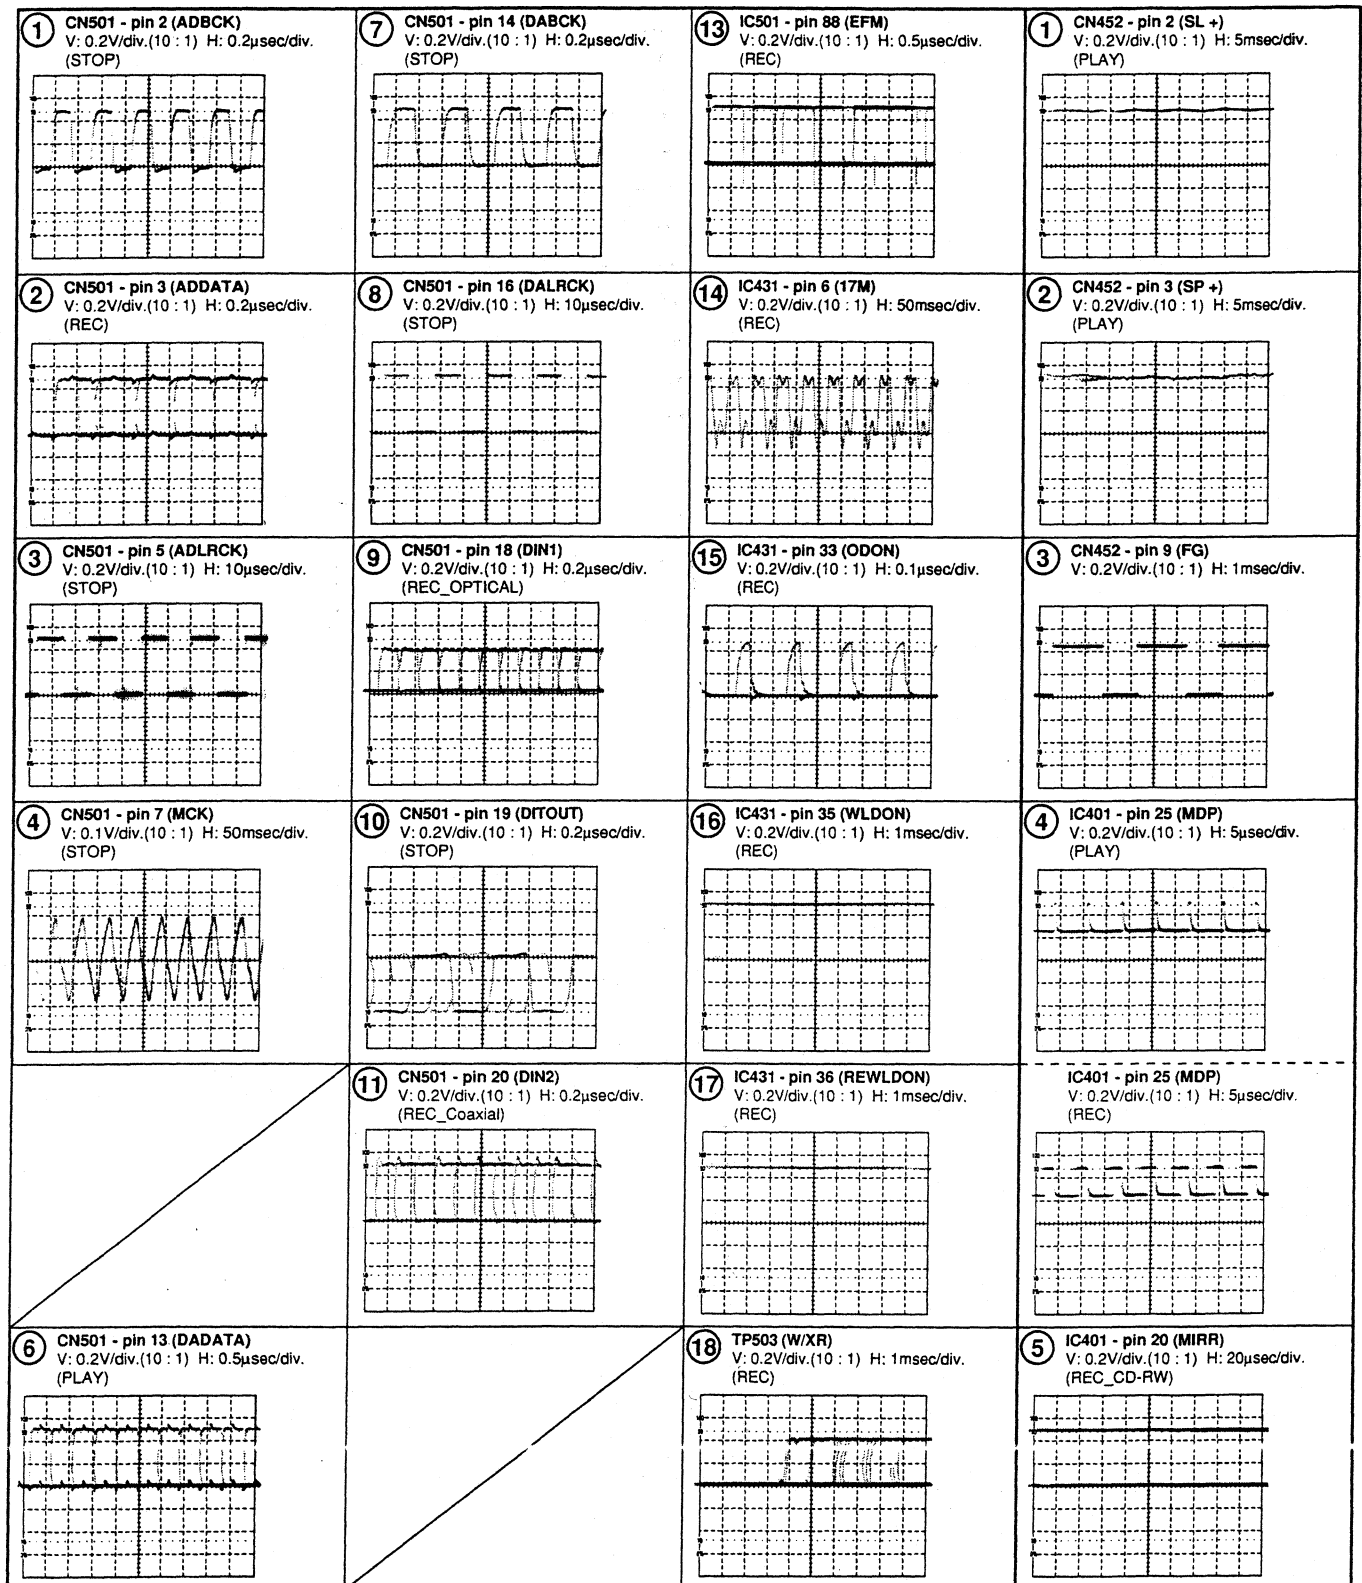 1
CN501 - pin 2 (ADBCK)
V: 0.2V/div.(10 : 1) H: 0.2µsec/div.
(STOP)
2
CN501 - pin 3 (ADDATA)
V: 0.2V/div.(10 : 1) H: 0.2µsec/div.
(REC)
3
CN501 - pin 5 (ADLRCK)
V: 0.2V/div.(10 : 1) H: 10µsec/div.
(STOP)
4
CN501 - pin 7 (MCK)
V: 0.1V/div.(10 : 1) H: 50msec/div.
(STOP)
6
CN501 - pin 13 (DADATA)
V: 0.2V/div.(10 : 1) H: 0.5µsec/div.
(PLAY)
7
CN501 - pin 14 (DABCK)
V: 0.2V/div.(10 : 1) H: 0.2µsec/div.
(STOP)
8
CN501 - pin 16 (DALRCK)
V: 0.2V/div.(10 : 1) H: 10µsec/div.
(STOP)
9
CN501 - pin 18 (DIN1)
V: 0.2V/div.(10 : 1) H: 0.2µsec/div.
(REC_OPTICAL)
10
CN501 - pin 19 (DITOUT)
V: 0.2V/div.(10 : 1) H: 0.2µsec/div.
(STOP)
11
CN501 - pin 20 (DIN2)
V: 0.2V/div.(10 : 1) H: 0.2µsec/div.
(REC_Coaxial)
13
IC501 - pin 88 (EFM)
V: 0.2V/div.(10 : 1) H: 0.5µsec/div.
(REC)
14
IC431 - pin 6 (17M)
V: 0.2V/div.(10 : 1) H: 50msec/div.
(REC)
15
IC431 - pin 33 (ODON)
V: 0.2V/div.(10 : 1) H: 0.1µsec/div.
(REC)
16
IC431 - pin 35 (WLDON)
V: 0.2V/div.(10 : 1) H: 1msec/div.
(REC)
17
IC431 - pin 36 (REWLDON)
V: 0.2V/div.(10 : 1) H: 1msec/div.
(REC)
18
TP503 (W/XR)
V: 0.2V/div.(10 : 1) H: 1msec/div.
(REC)
1
CN452 - pin 2 (SL +)
V: 0.2V/div.(10 : 1) H: 5msec/div.
(PLAY)
2
CN452 - pin 3 (SP +)
V: 0.2V/div.(10 : 1) H: 5msec/div.
(PLAY)
3
CN452 - pin 9 (FG)
V: 0.2V/div.(10 : 1) H: 1msec/div.
4
IC401 - pin 25 (MDP)
V: 0.2V/div.(10 : 1) H: 5µsec/div.
(PLAY)
IC401 - pin 25 (MDP)
V: 0.2V/div.(10 : 1) H: 5µsec/div.
(REC)
5
IC401 - pin 20 (MIRR)
V: 0.2V/div.(10 : 1) H: 20µsec/div.
(REC_CD-RW)